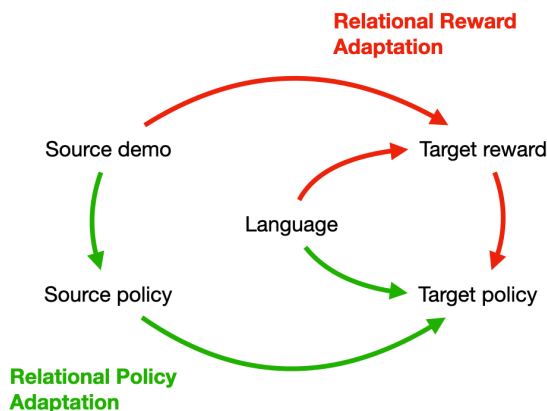 Relational Reward
Adaptation
Source demo
Target reward
Language
Source policy
Target policy
Relational Policy
Adaptation